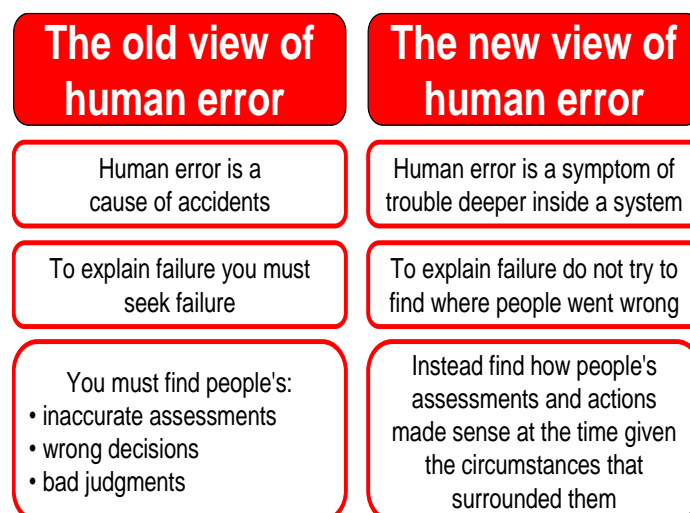 The old view of
human error
Human error is a
cause of accidents
To explain failure you must
seek failure
You must find people's:
• inaccurate assessments
• wrong decisions
• bad judgments
The new view of
human error
Human error is a symptom of
trouble deeper inside a system
To explain failure do not try to
find where people went wrong
Instead find how people's
assessments and actions
made sense at the time given
the circumstances that
surrounded them